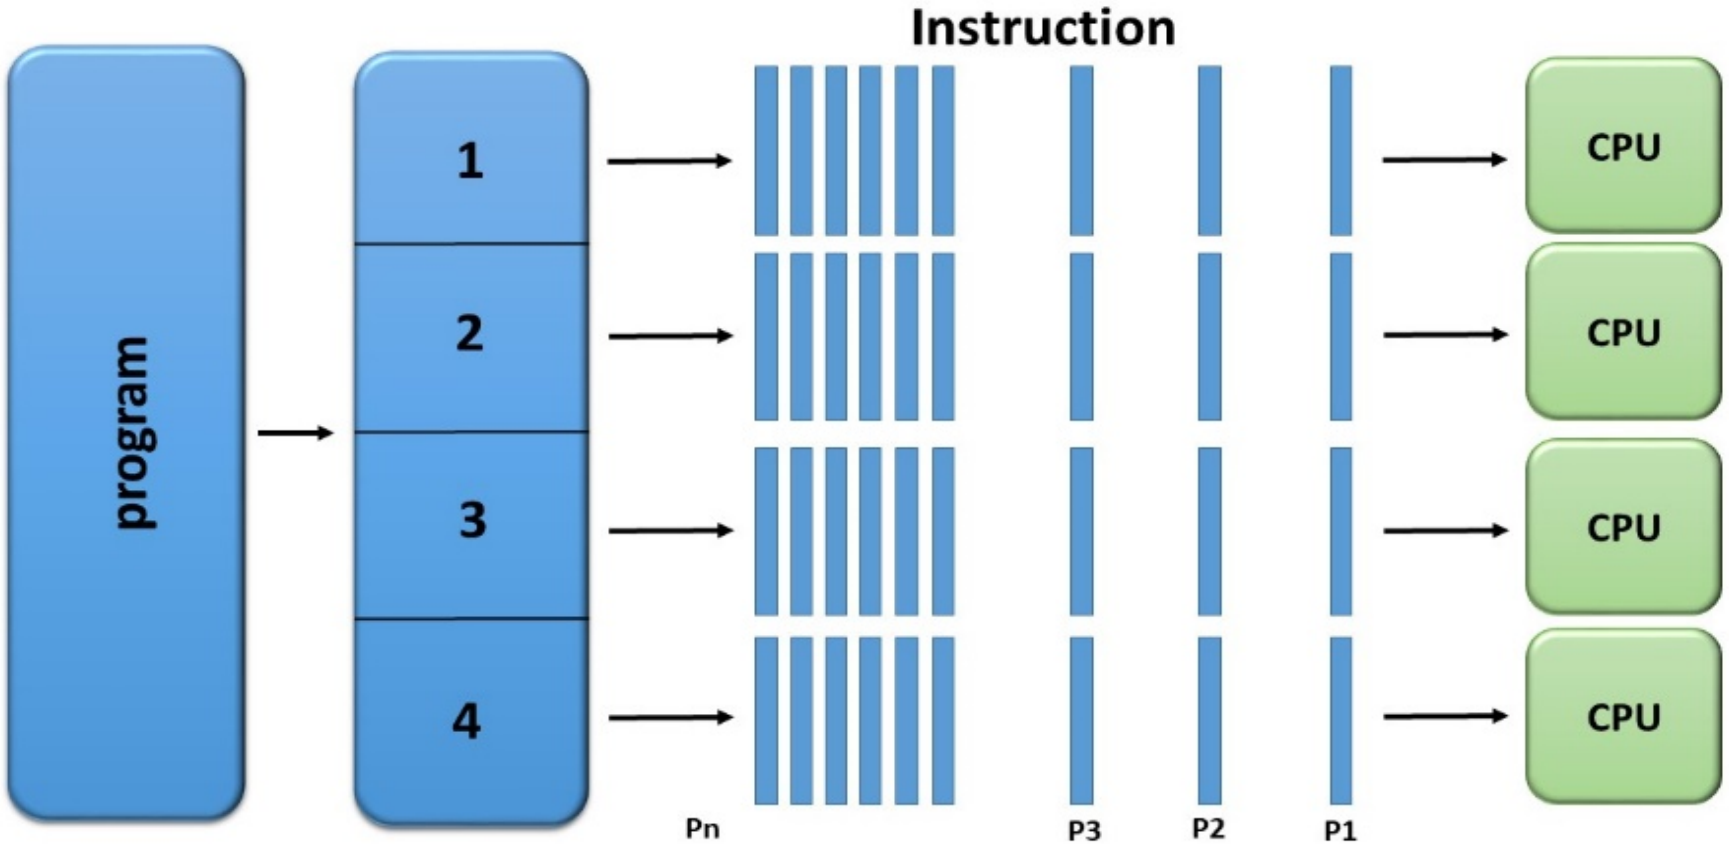 Instruction
program
1
CPU
2
CPU
3
CPU
4
CPU
Pn
P3
P2
P1